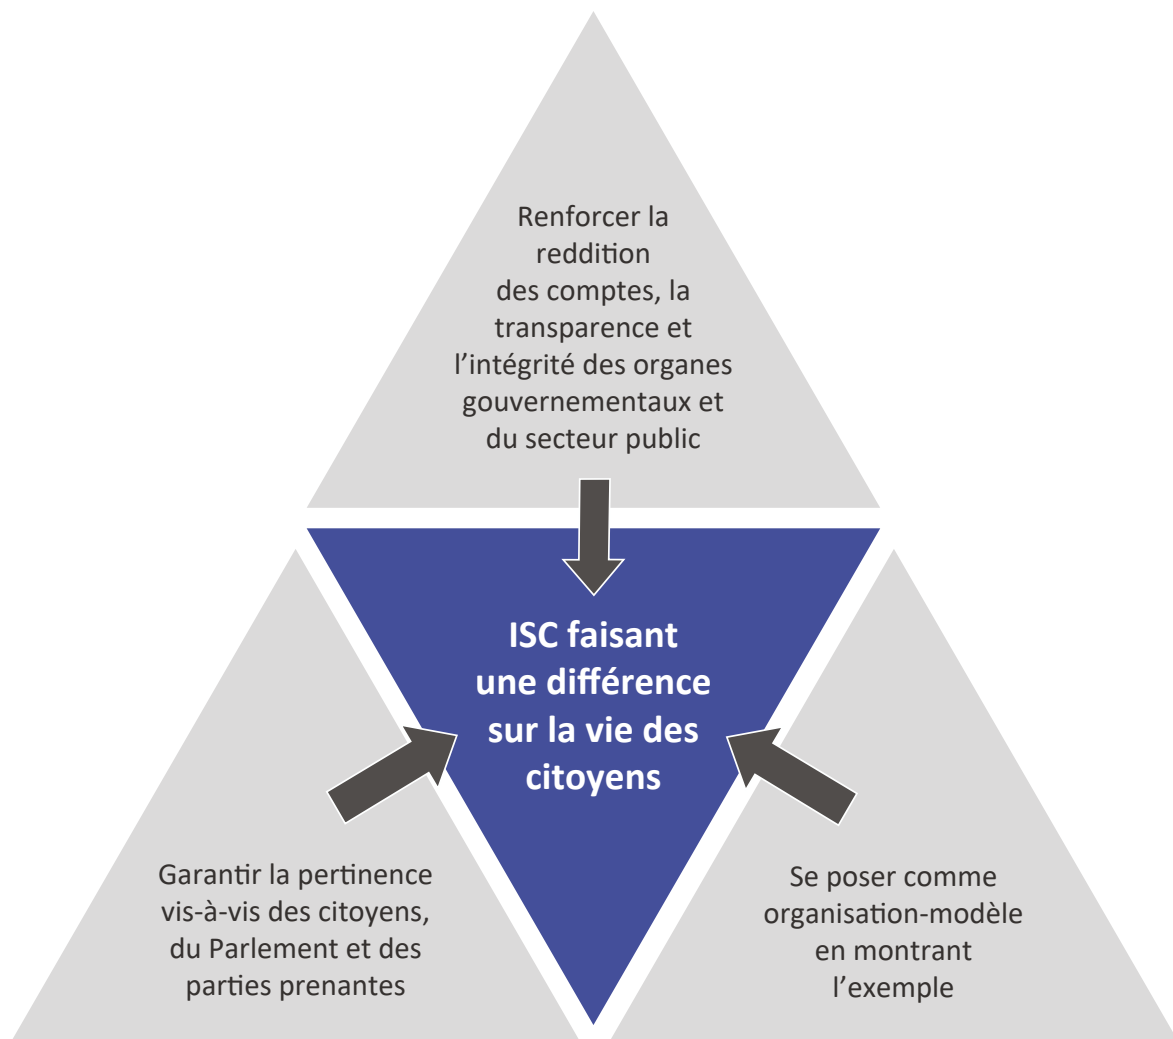 Renforcer la
reddition
des comptes, la
transparence et
l’intégrité des organes
gouvernementaux et
du secteur public
ISC faisant
une différence
sur la vie des
citoyens
Garantir la pertinence
vis-à-vis des citoyens,
du Parlement et des
parties prenantes
Se poser comme
organisation-modèle
en montrant
l’exemple